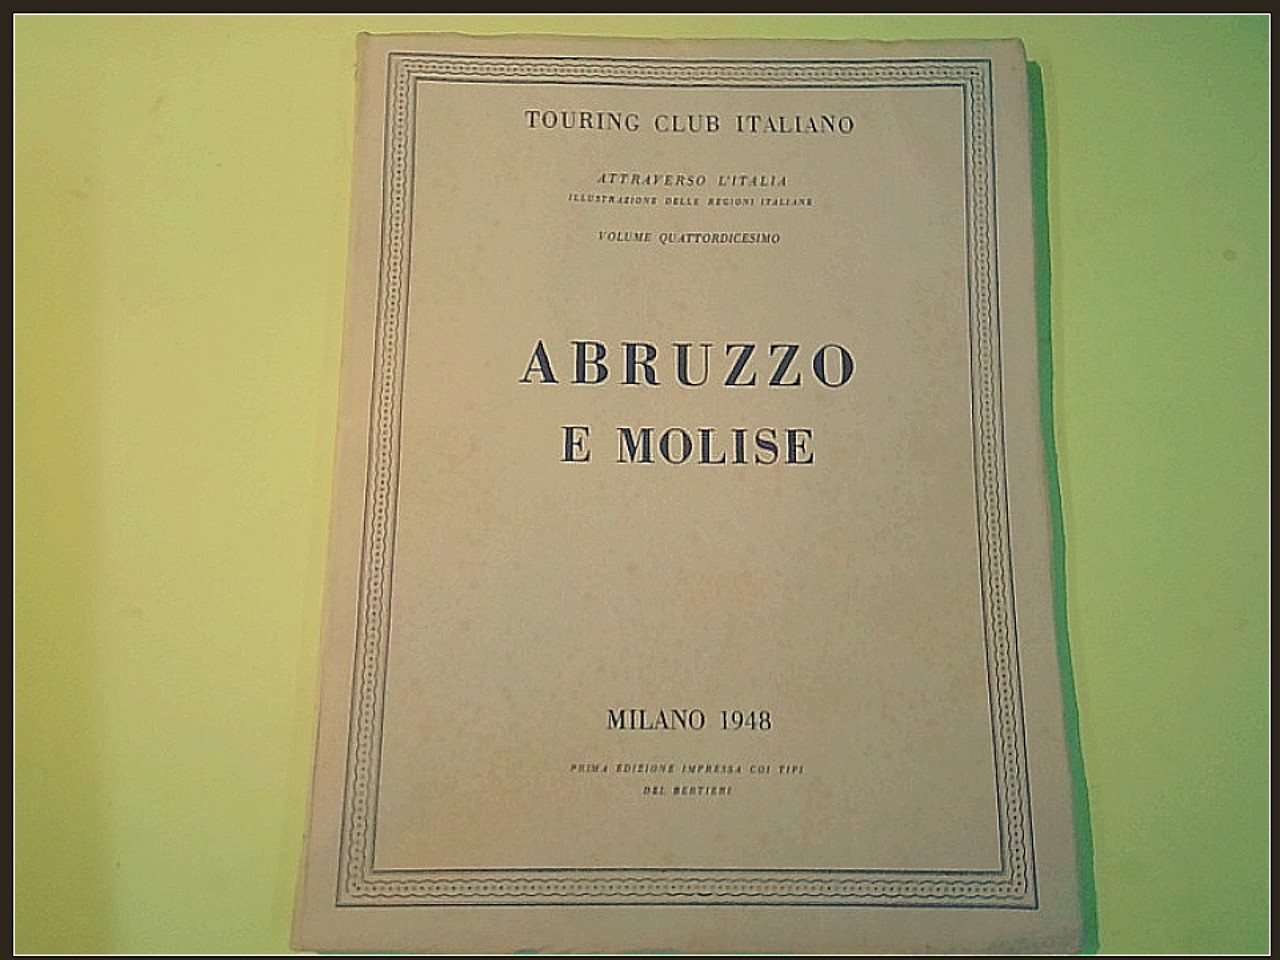 TOURING CLUB ITALIANO
ATTRAVERSO L'ITALIA
ILLUSTRAZIONE DELLE REGIONI ITALIANE
VOLUME QUATTORDICESIMO
ABRUZZO
E MOLISE
MILANO 1948
PRIMA EDIZIONE IMPRESSA COI TIPI
DEL BERTIERI